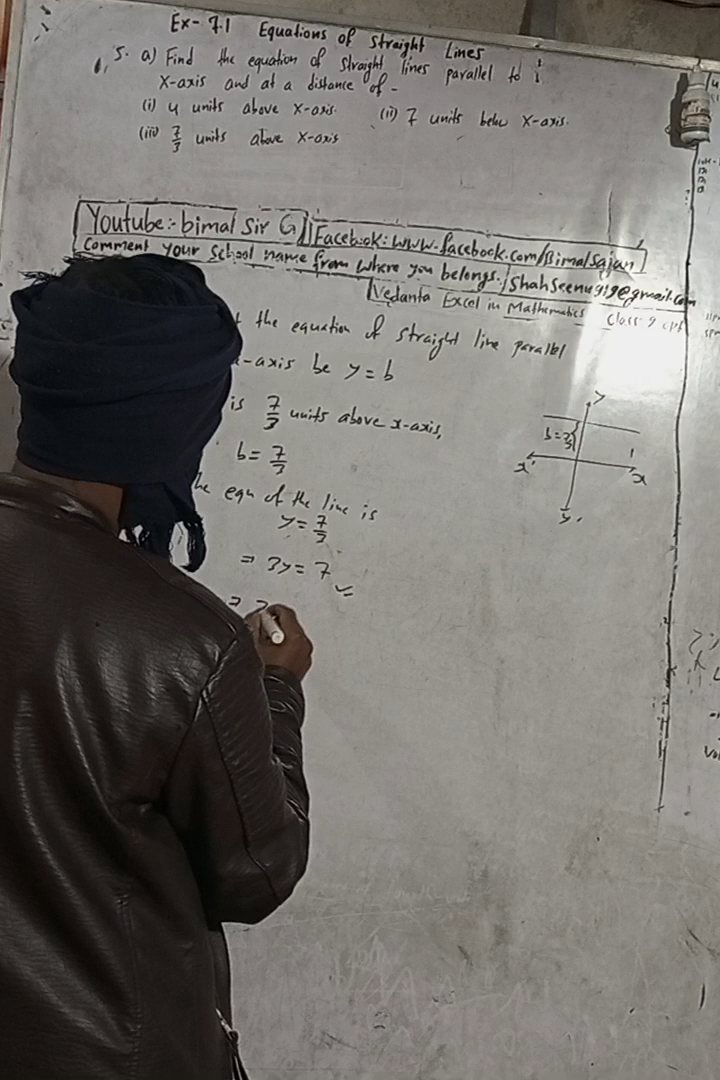 Ex- 7.1 Equations of Straight Lines
5. a) Find the equation of straight lines parallel to
X-axis and at a distance of -
(i) 4 units above X-axis. (ii) 7 units below X-axis.
(iii) 7/3 units above X-axis
Youtube:- bimal Sir G || Facebook: www.facebook.com/Bimalsajan
Comment your School name from where you belongs. / Shahseenu919@gmail.com
Vedanta Excel in Mathematics Class 9 opt
the equation of straight line parallel
-axis be y = b
is 7/3 units above x-axis,
b = 7/3
the eqn of the line is
y = 7/3
⇒ 3y = 7
⇒
y
b = 7/3
x' x
y'